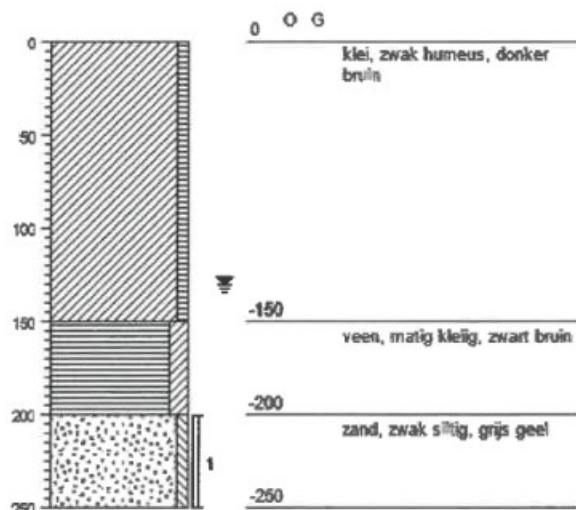 0 O G
0
klei, zwak humeus, donker
bruin
50
100
-150
150
veen, matig kleiig, zwart bruin
-200
200
zand, zwak siltig, grijs geel
1
-250
250